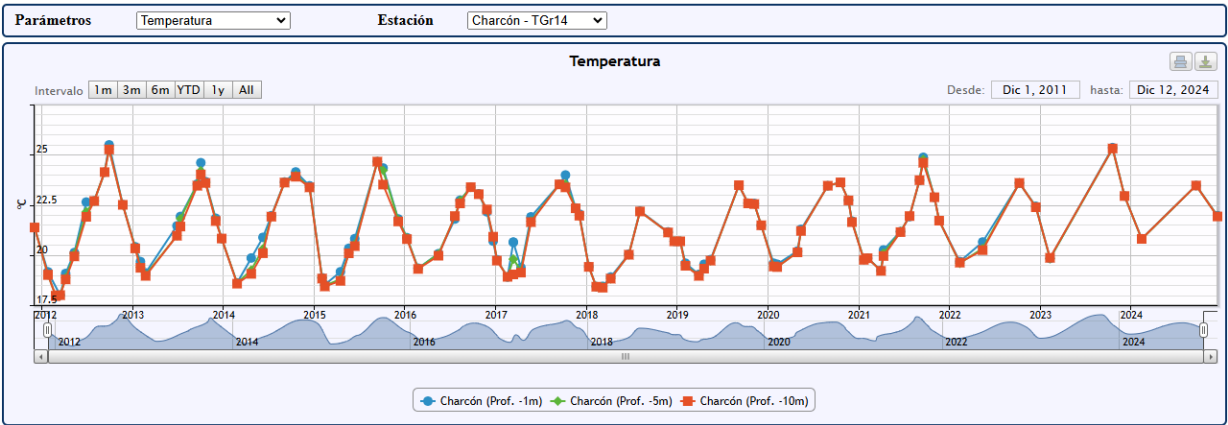 Parámetros Temperatura Estación Charcón - TGr14
Temperatura
Intervalo 1m 3m 6m YTD 1y All Desde: Dic 1, 2011 hasta: Dic 12, 2024
25
22.5
20
17.5
°C
2012 2013 2014 2015 2016 2017 2018 2019 2020 2021 2022 2023 2024
2012 2014 2016 2018 2020 2022 2024
Charcón (Prof. -1m) Charcón (Prof. -5m) Charcón (Prof. -10m)